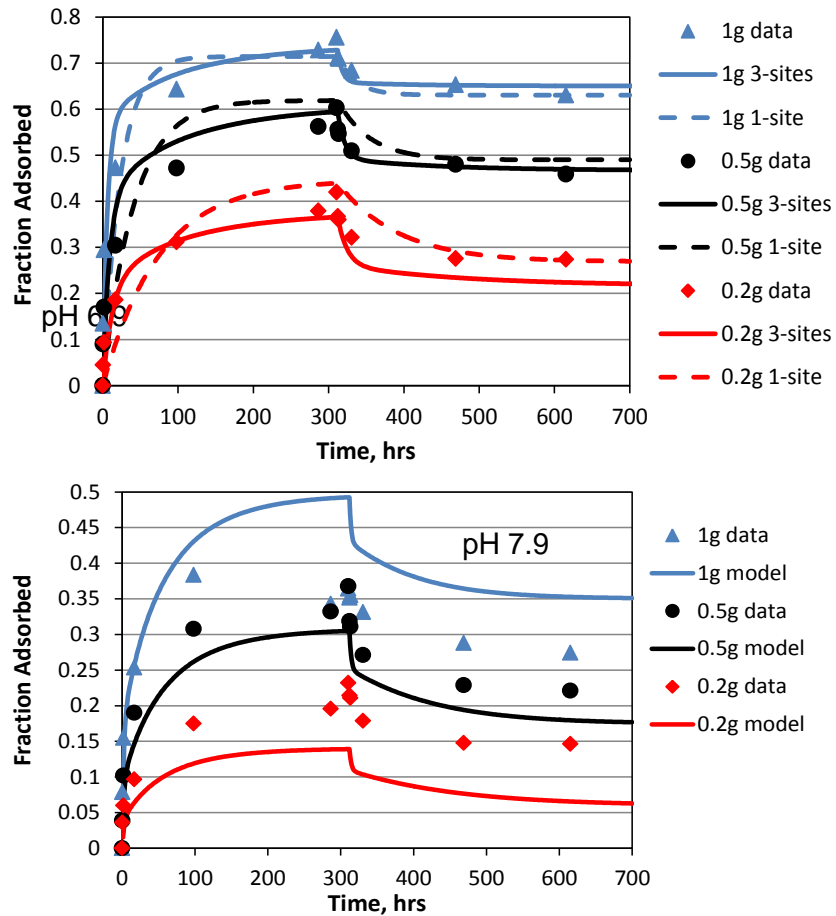 0.8
0.7
0.6
0.5
0.4
0.3
0.2
0.1
0
Fraction Adsorbed
pH 6.9
0 100 200 300 400 500 600 700
Time, hrs
1g data
1g 3-sites
1g 1-site
0.5g data
0.5g 3-sites
0.5g 1-site
0.2g data
0.2g 3-sites
0.2g 1-site
0.5
0.45
0.4
0.35
0.3
0.25
0.2
0.15
0.1
0.05
0
Fraction Adsorbed
pH 7.9
0 100 200 300 400 500 600 700
Time, hrs
1g data
1g model
0.5g data
0.5g model
0.2g data
0.2g model